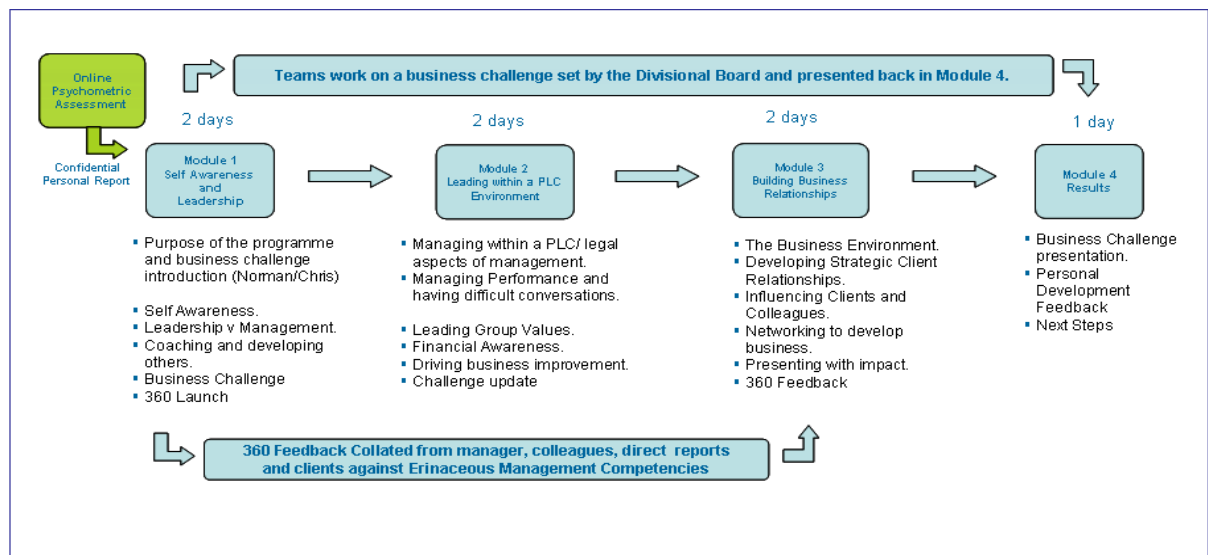 Online
Psychometric
Assessment
Confidential
Personal Report
Teams work on a business challenge set by the Divisional Board and presented back in Module 4.
2 days
Module 1
Self Awareness
and
Leadership
▪ Purpose of the programme
and business challenge
introduction (Norman/Chris)
▪ Self Awareness.
▪ Leadership v Management.
▪ Coaching and developing
others.
▪ Business Challenge
▪ 360 Launch
2 days
Module 2
Leading within a PLC
Environment
▪ Managing within a PLC/ legal
aspects of management.
▪ Managing Performance and
having difficult conversations.
▪ Leading Group Values.
▪ Financial Awareness.
▪ Driving business improvement.
▪ Challenge update
2 days
Module 3
Building Business
Relationships
▪ The Business Environment.
▪ Developing Strategic Client
Relationships.
▪ Influencing Clients and
Colleagues.
▪ Networking to develop
business.
▪ Presenting with impact.
▪ 360 Feedback
1 day
Module 4
Results
▪ Business Challenge
presentation.
▪ Personal
Development
Feedback
▪ Next Steps
360 Feedback Collated from manager, colleagues, direct reports
and clients against Erinaceous Management Competencies